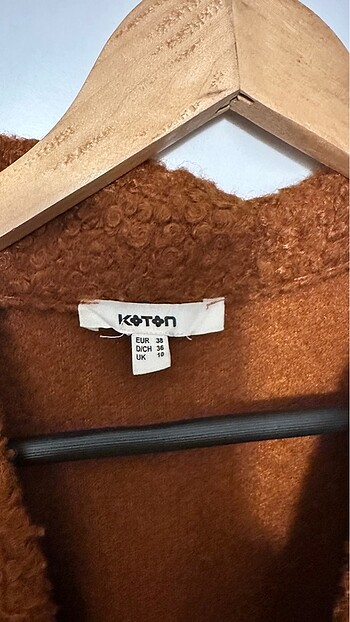 KOTON
EUR 38
D/CH 36
UK 10